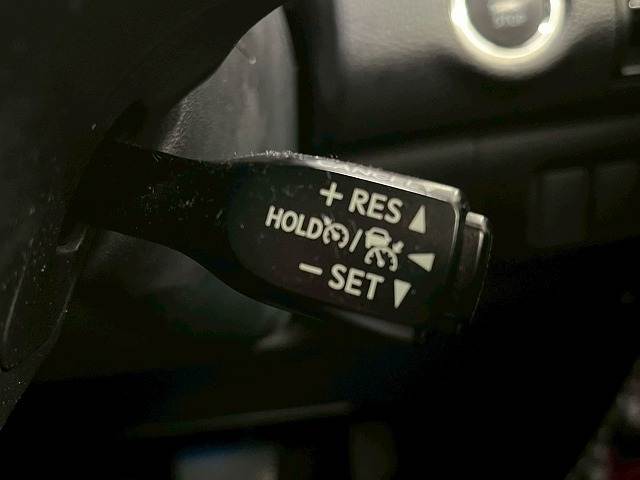 + RES ▲
HOLD / ◀
− SET ▼